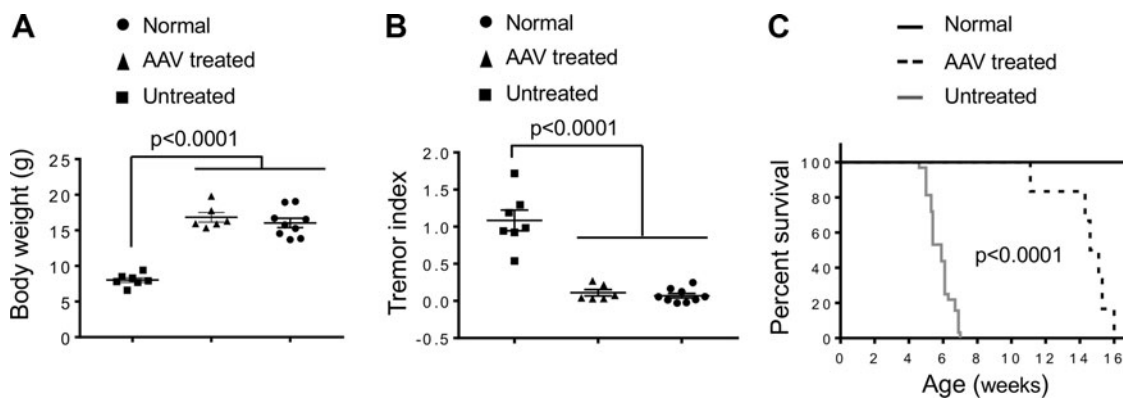 A
Normal
AAV treated
Untreated
p<0.0001
Body weight (g)
25
20
15
10
5
0
B
Normal
AAV treated
Untreated
p<0.0001
Tremor index
2.0
1.5
1.0
0.5
0.0
-0.5
C
Normal
AAV treated
Untreated
Percent survival
100
80
60
40
20
0
p<0.0001
0 2 4 6 8 10 12 14 16
Age (weeks)